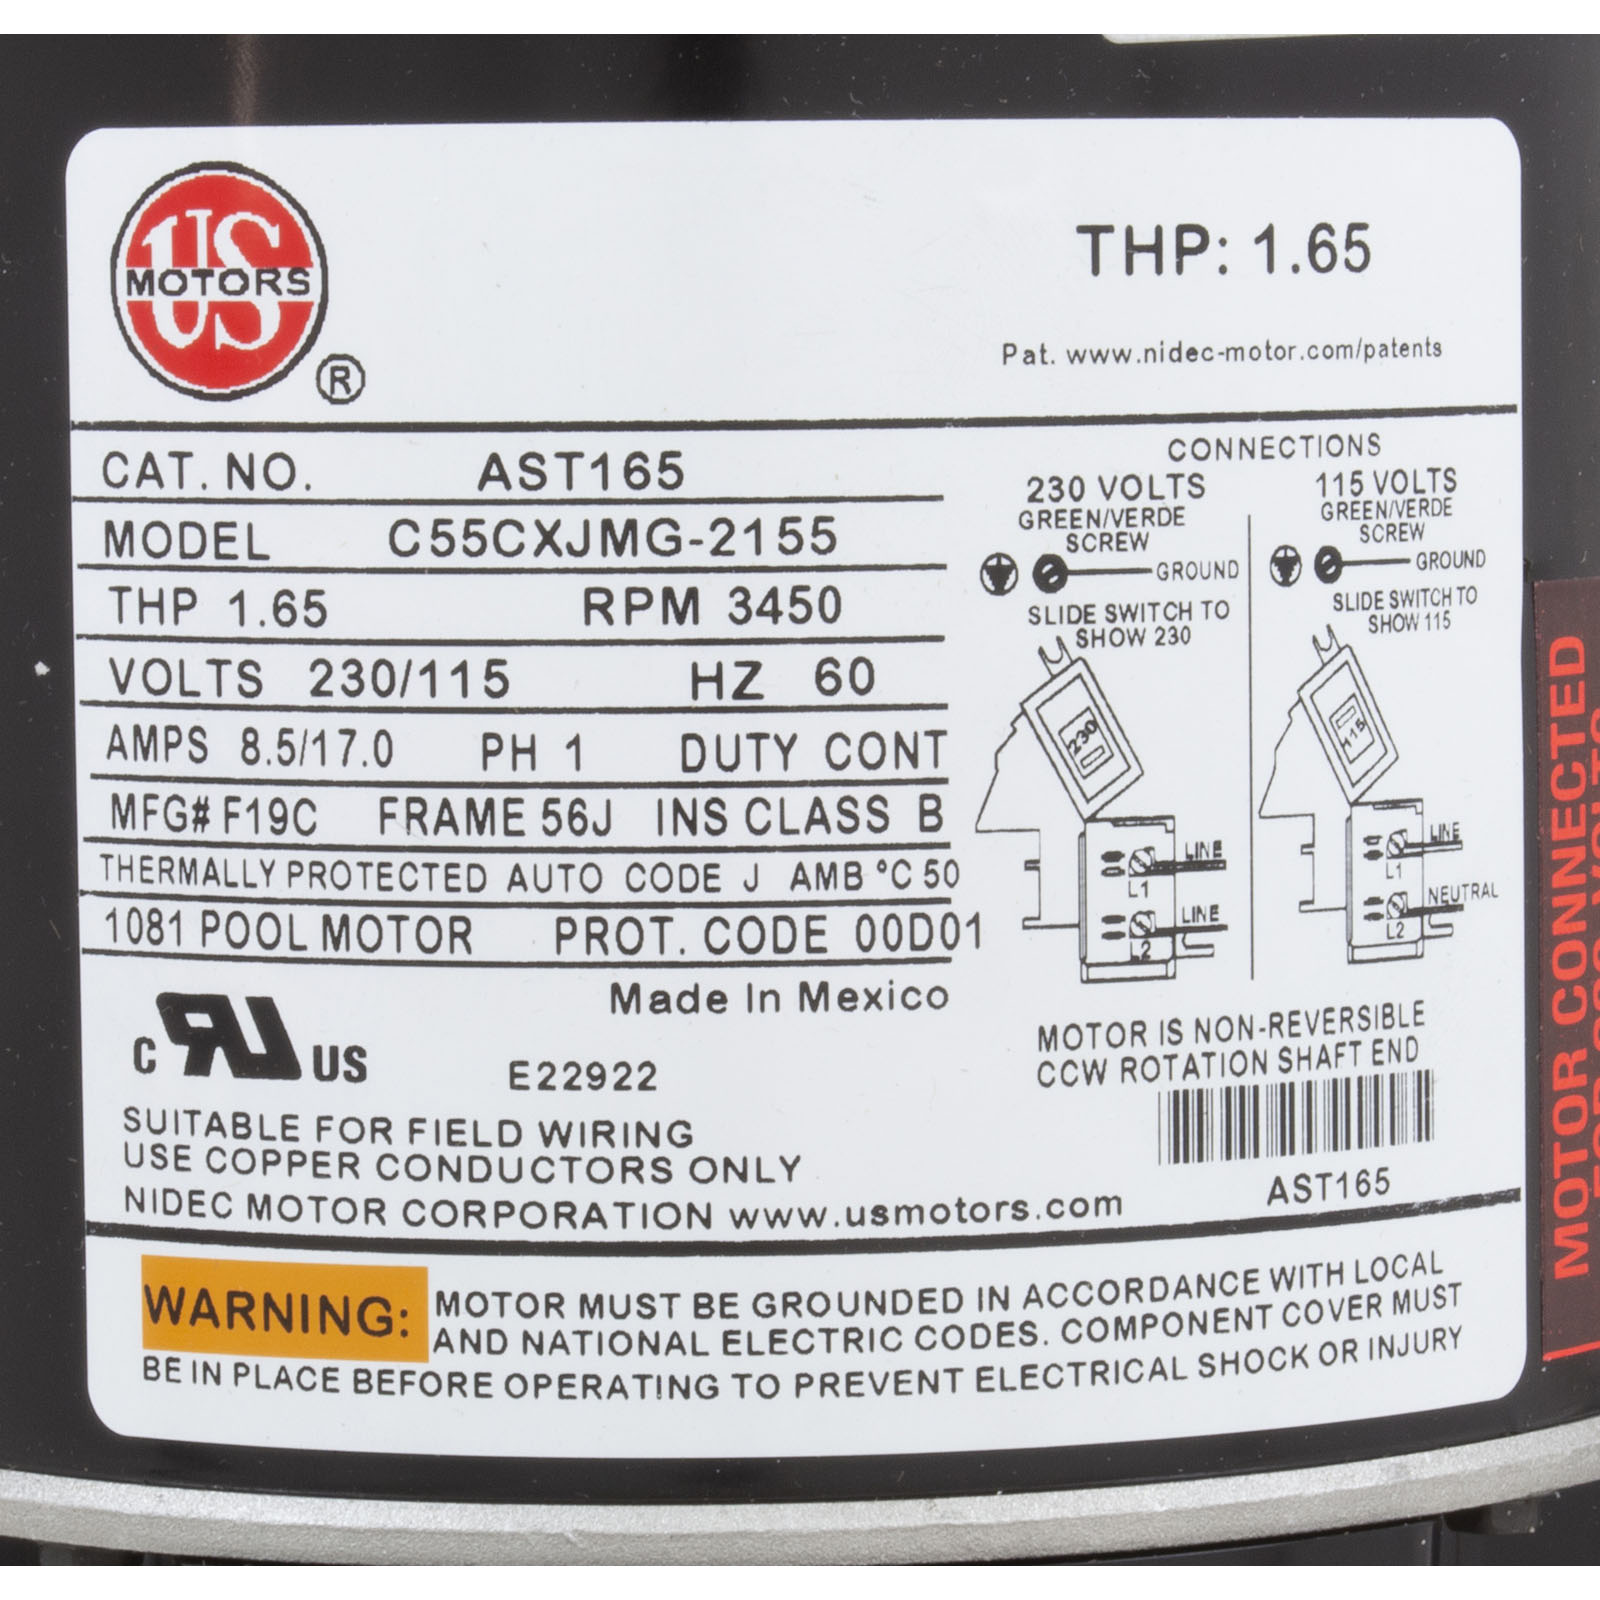 US
MOTORS
®
THP: 1.65
Pat. www.nidec-motor.com/patents
CAT. NO. AST165
MODEL C55CXJMG-2155
THP 1.65 RPM 3450
VOLTS 230/115 HZ 60
AMPS 8.5/17.0 PH 1 DUTY CONT
MFG# F19C FRAME 56J INS CLASS B
THERMALLY PROTECTED AUTO CODE J AMB °C 50
1081 POOL MOTOR PROT. CODE 00D01
Made In Mexico
C RU US E22922
SUITABLE FOR FIELD WIRING
USE COPPER CONDUCTORS ONLY
NIDEC MOTOR CORPORATION www.usmotors.com
CONNECTIONS
230 VOLTS
GREEN/VERDE
SCREW
GROUND
SLIDE SWITCH TO
SHOW 230
230
LINE
L1
LINE
L2
115 VOLTS
GREEN/VERDE
SCREW
GROUND
SLIDE SWITCH TO
SHOW 115
LINE
L1
NEUTRAL
L2
MOTOR IS NON-REVERSIBLE
CCW ROTATION SHAFT END
AST165
WARNING: MOTOR MUST BE GROUNDED IN ACCORDANCE WITH LOCAL
AND NATIONAL ELECTRIC CODES. COMPONENT COVER MUST
BE IN PLACE BEFORE OPERATING TO PREVENT ELECTRICAL SHOCK OR INJURY
MOTOR CONNECTED